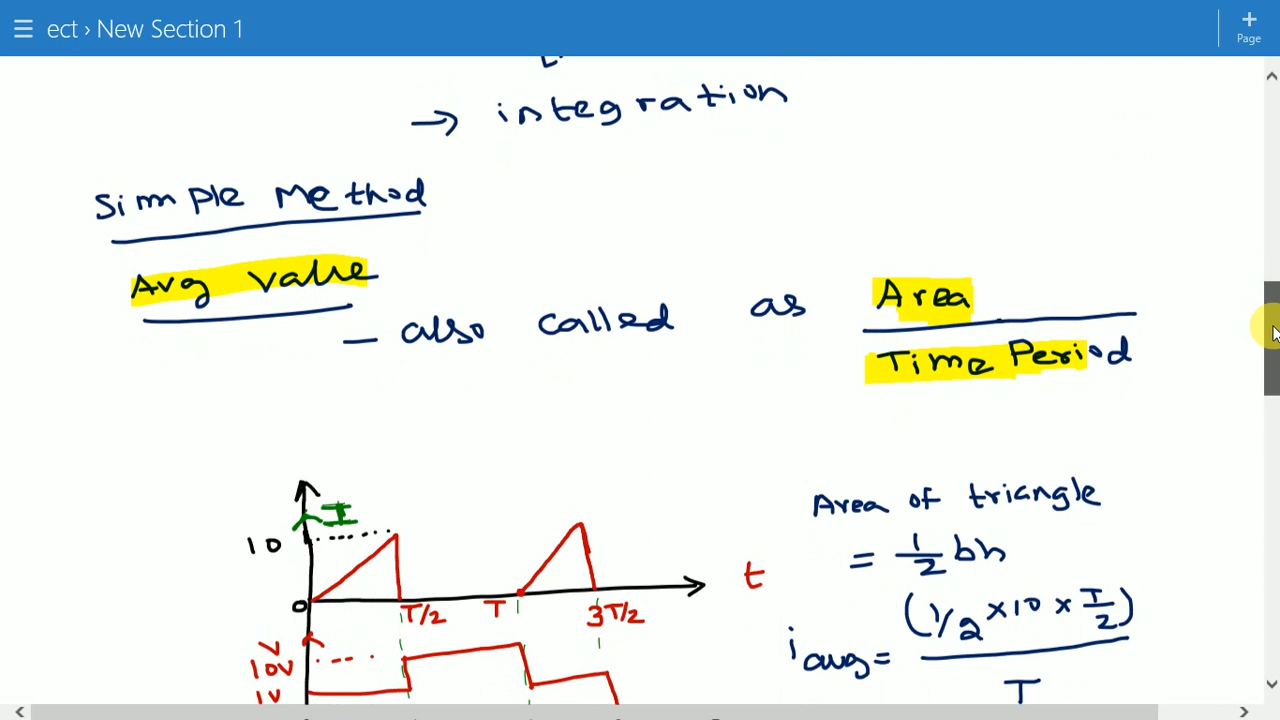 ect › New Section 1
Page
→ integration
Simple Method
Avg Value
– also called as Area
Time Period
I
10
0
T/2
T
3T/2
t
V
10V
1V
Area of triangle
= 1/2 bh
i avg = (1/2 × 10 × T/2)
T